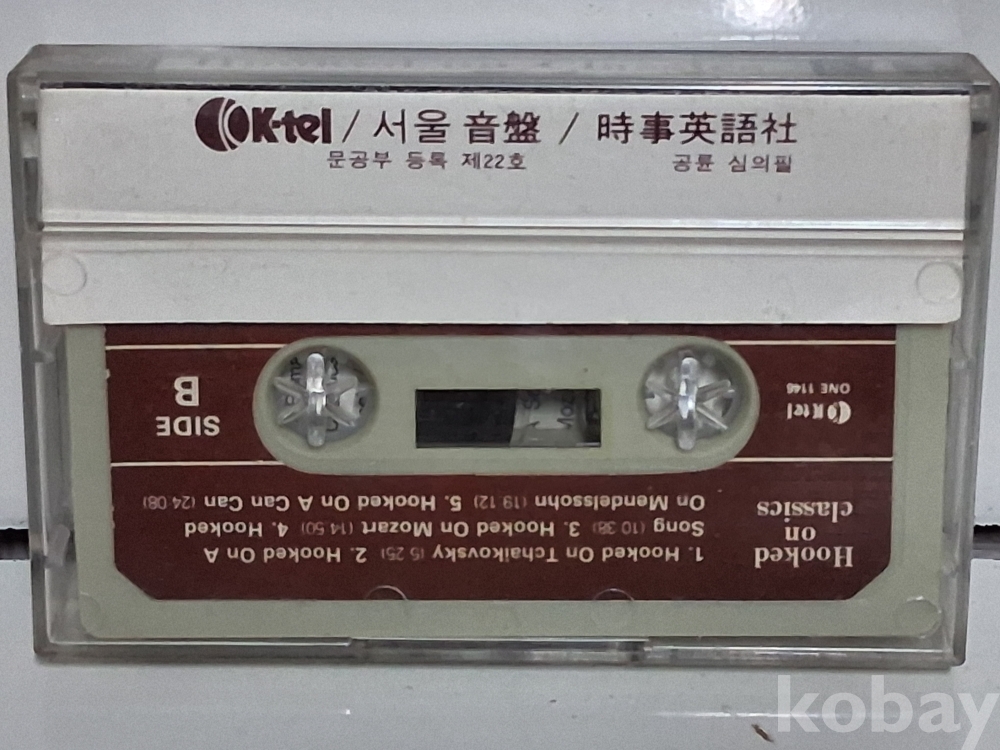 K-tel / 서울 音盤 / 時事英語社
문공부 등록 제22호 공륜 심의필
SIDE
B
K-tel
ONE 1146
Hooked
on
classics
1. Hooked On Tchaikovsky (5 25) 2. Hooked On A
Song (10 38) 3. Hooked On Mozart (14 50) 4. Hooked
On Mendelssohn (19 12) 5. Hooked On A Can Can (24 08)
kobay